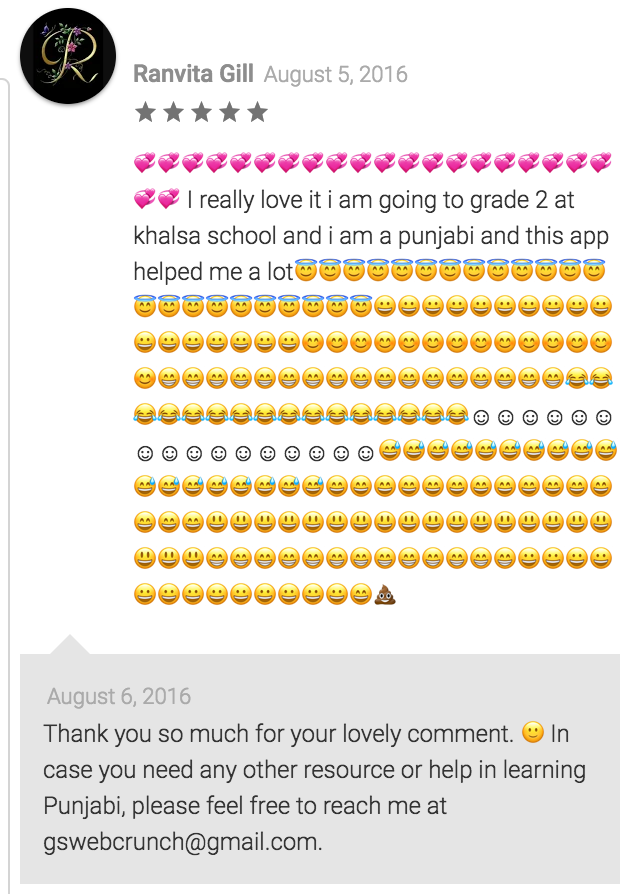 R
Ranvita Gill August 5, 2016
★★★★★
💞💞💞💞💞💞💞💞💞💞💞💞💞💞💞💞💞💞💞💞
💞💞 I really love it i am going to grade 2 at
khalsa school and i am a punjabi and this app
helped me a lot😇😇😇😇😇😇😇😇😇😇😇😇😇
😇😇😇😇😇😇😇😇😇😇😀😀😀😀😀😀😀😀😀😀
😀😀😀😀😀😀😀😊😊😊😊😊😊😊😊😊😊😊😊😊
😊😁😁😁😁😁😁😁😁😁😁😁😁😁😁😁😁😁😂😂
😂😂😂😂😂😂😂😂😂😂😂😂😂😂☺☺☺☺☺☺
☺☺☺☺☺☺☺☺☺☺😅😅😅😅😅😅😅😅😅😅
😅😅😅😅😅😅😅😅😄😄😄😄😄😄😄😄😄😄😄😄
😄😄😄😃😃😃😃😃😃😃😃😃😃😃😃😃😃😃😃😃
😃😃😃😁😁😁😁😁😁😁😁😁😁😁😁😁😀😀😀😀
😀😀😀😀😀😀😀😀😀😄💩
August 6, 2016
Thank you so much for your lovely comment. 🙂 In
case you need any other resource or help in learning
Punjabi, please feel free to reach me at
gswebcrunch@gmail.com.